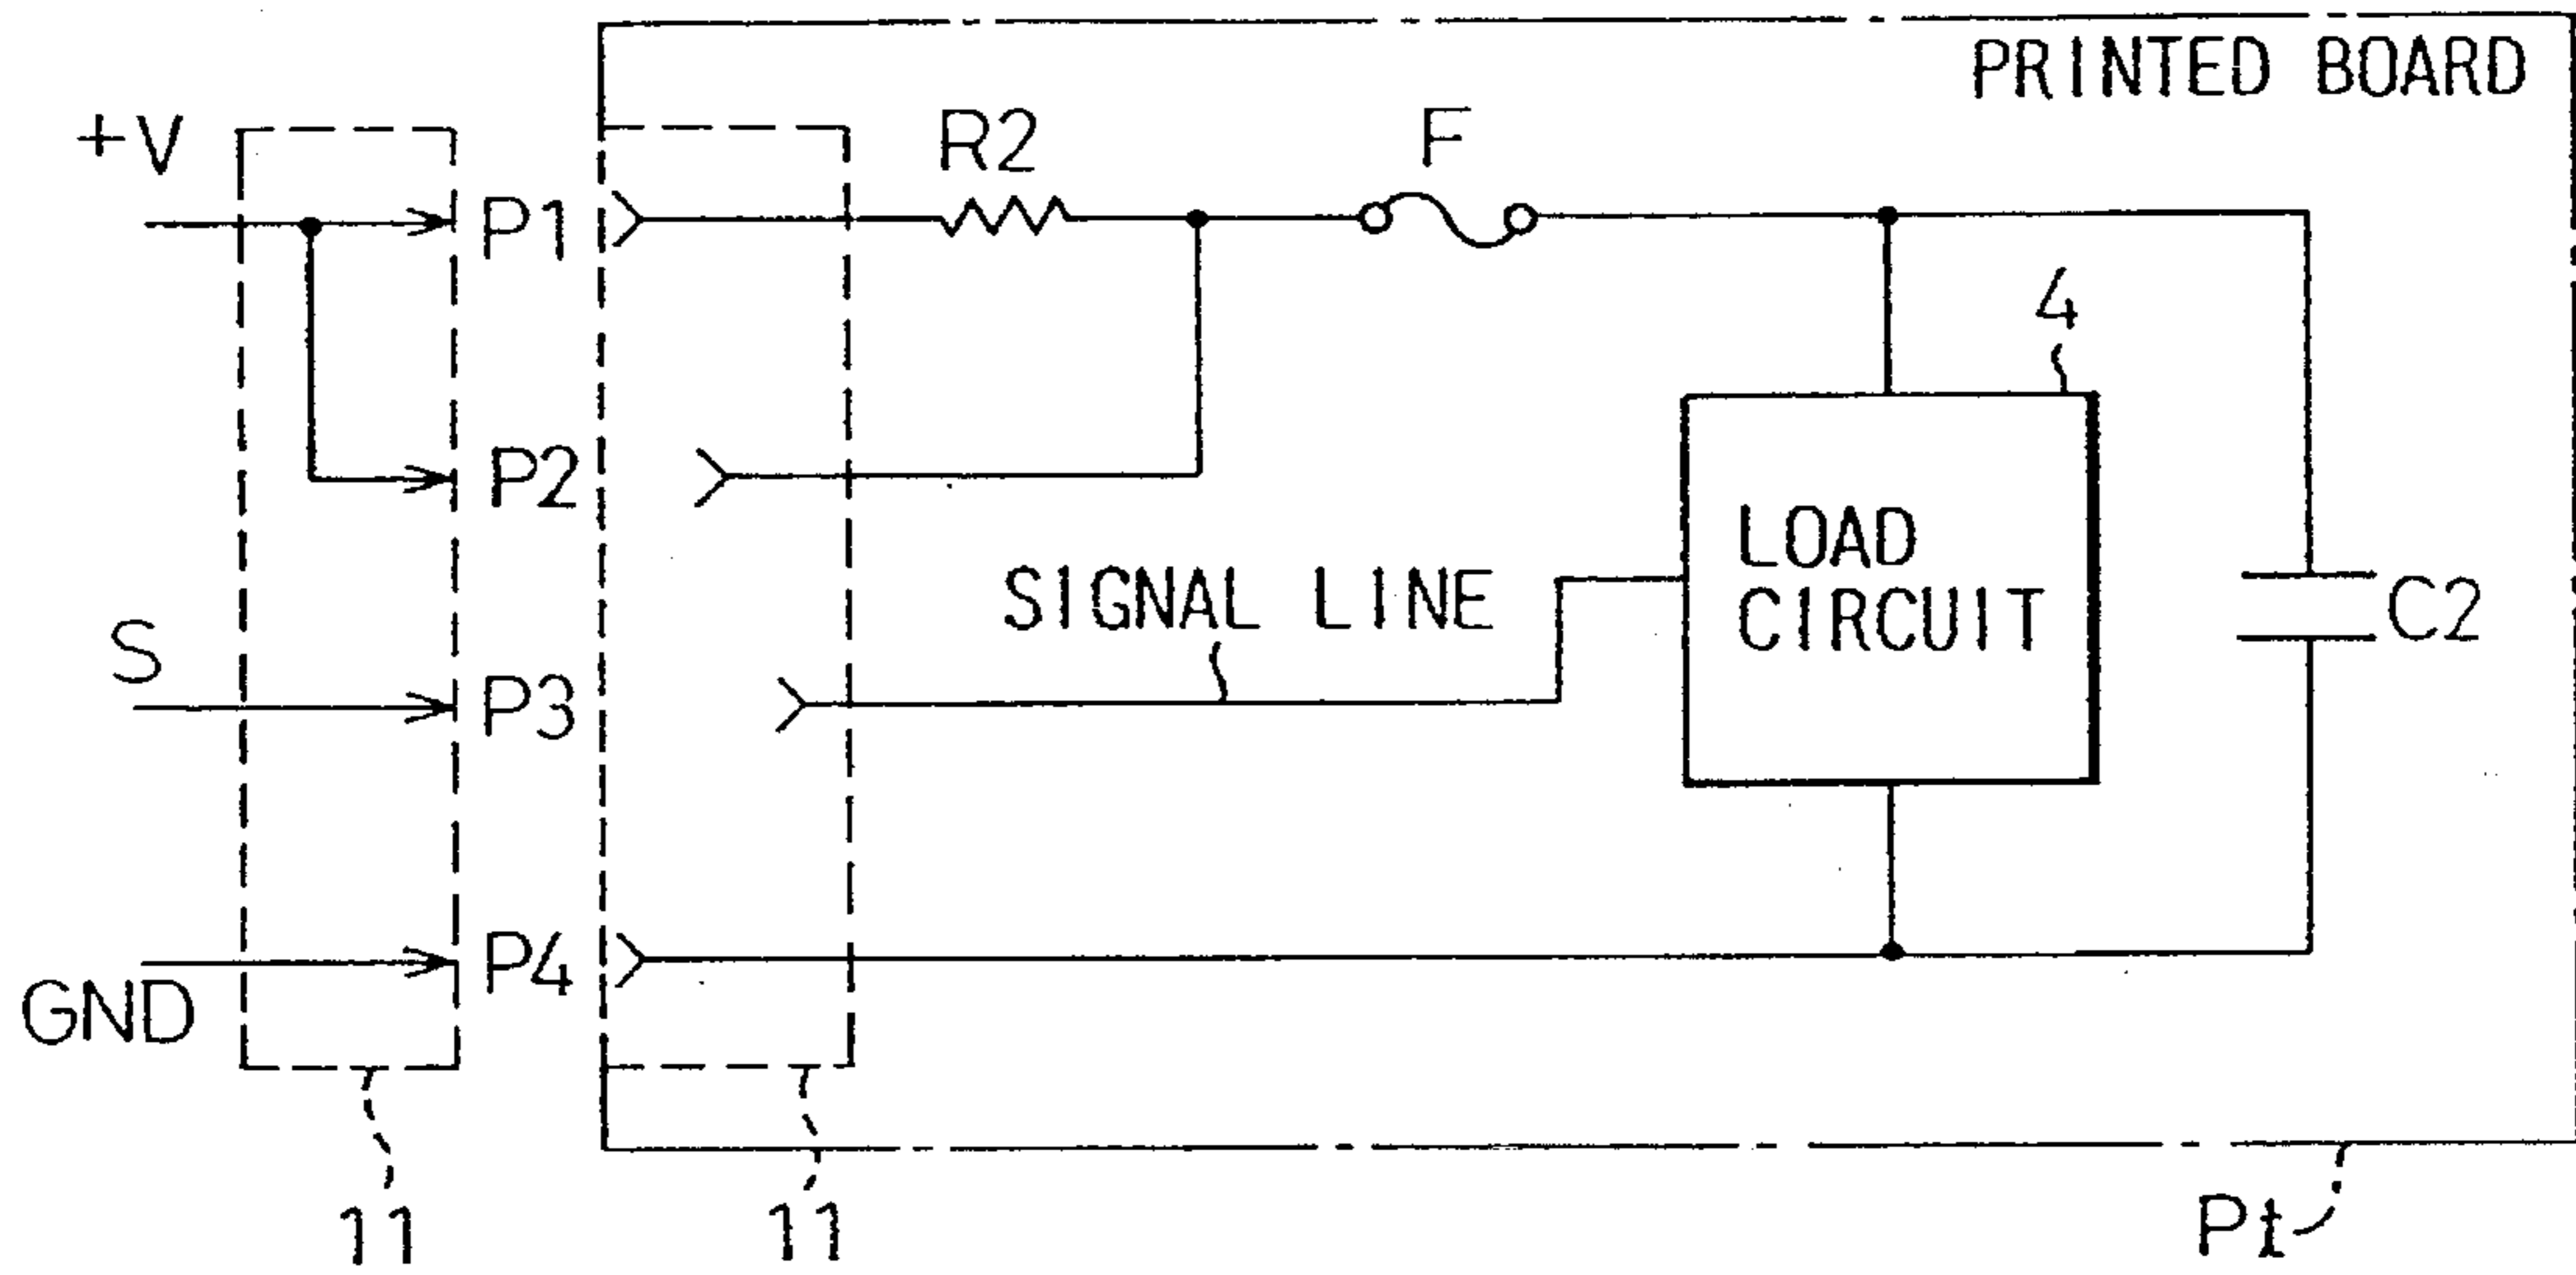 PRINTED BOARD
+V
R2
F
P1
4
P2
LOAD
CIRCUIT
C2
SIGNAL LINE
S
P3
P4
GND
11
11
Pt